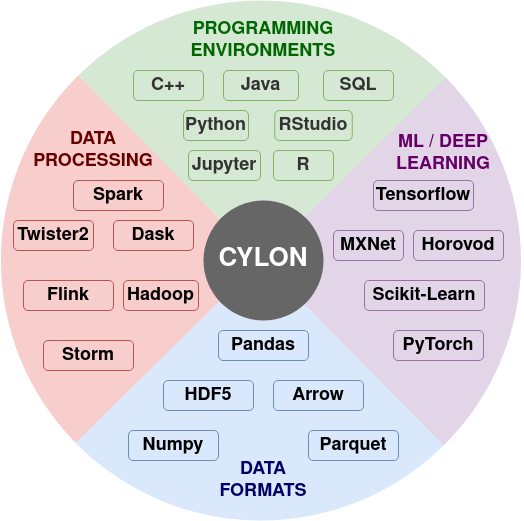 PROGRAMMING
ENVIRONMENTS
C++ Java SQL
Python RStudio
Jupyter R
DATA
PROCESSING
Spark
Twister2 Dask
Flink Hadoop
Storm
ML / DEEP
LEARNING
Tensorflow
MXNet Horovod
Scikit-Learn
PyTorch
CYLON
Pandas
HDF5 Arrow
Numpy Parquet
DATA
FORMATS